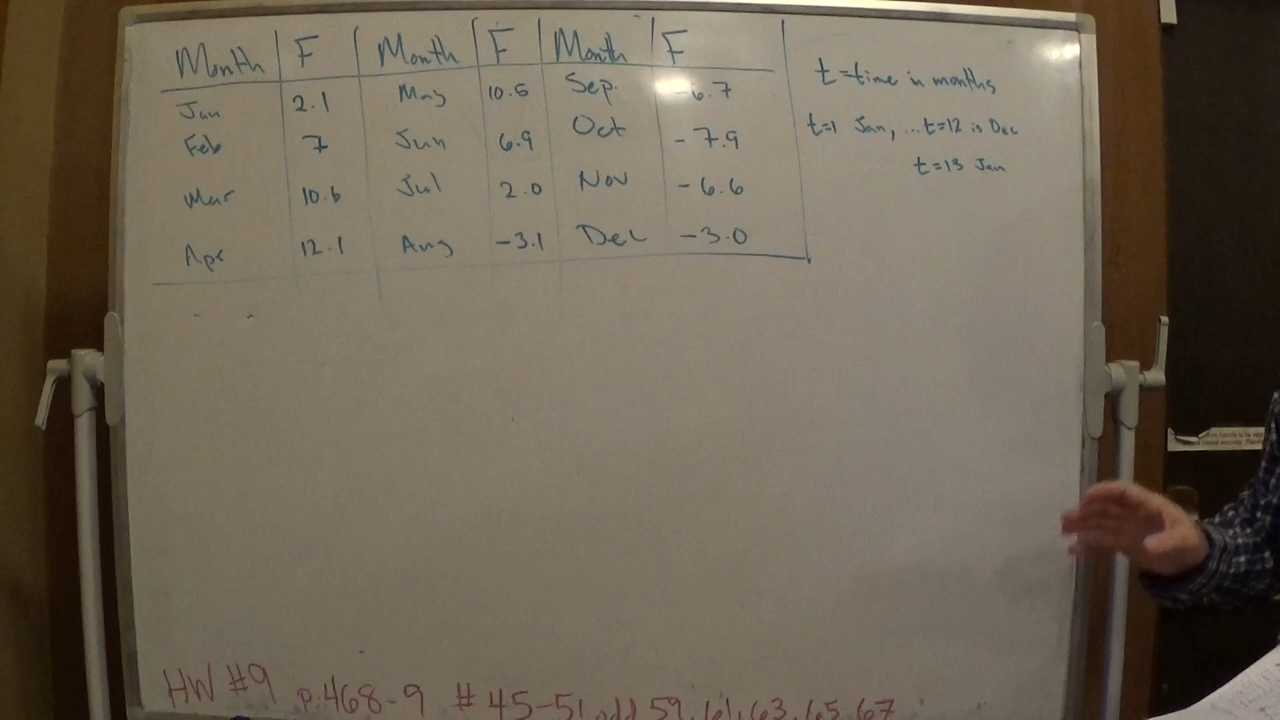 Month F Month F Month F
Jan 2.1 May 10.5 Sep. -6.7
Feb 7 Jun 6.9 Oct -7.9
Mar 10.6 Jul 2.0 Nov -6.6
Apr 12.1 Aug -3.1 Dec -3.0
t=time in months
t=1 Jan, ...t=12 is Dec
t=13 Jan
HW #9 p.468-9 # 45-51 odd 59, 61, 63, 65, 67